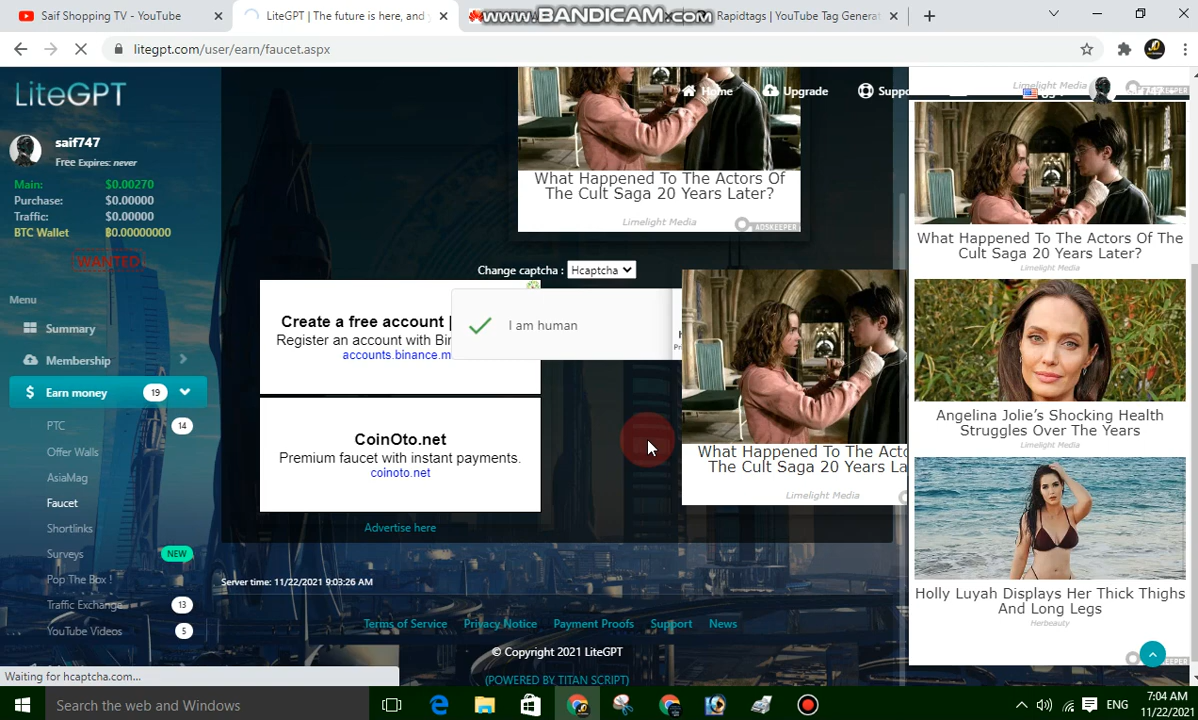 Saif Shopping TV - YouTube
LiteGPT | The future is here, and y
WWW.BANDICAM.COM
Rapidtags | YouTube Tag Generat
litegpt.com/user/earn/faucet.aspx
LiteGPT
Home
Upgrade
Suppo
saif747
Free Expires: never
Main: $0.00270
Purchase: $0.00000
Traffic: $0.00000
BTC Wallet ฿0.00000000
WANTED
Menu
Summary
Membership
Earn money 19
PTC 14
Offer Walls
AsiaMag
Faucet
Shortlinks
Surveys NEW
Pop The Box !
Traffic Exchange 13
YouTube Videos 5
What Happened To The Actors Of
The Cult Saga 20 Years Later?
Limelight Media
ADSKEEPER
Change captcha : Hcaptcha
Create a free account |
Register an account with Bin
accounts.binance.m
I am human
CoinOto.net
Premium faucet with instant payments.
coinoto.net
Advertise here
What Happened To The Acto
The Cult Saga 20 Years La
Limelight Media
Server time: 11/22/2021 9:03:26 AM
Terms of Service
Privacy Notice
Payment Proofs
Support
News
© Copyright 2021 LiteGPT
(POWERED BY TITAN SCRIPT)
Limelight Media
What Happened To The Actors Of The
Cult Saga 20 Years Later?
Limelight Media
Angelina Jolie's Shocking Health
Struggles Over The Years
Limelight Media
Holly Luyah Displays Her Thick Thighs
And Long Legs
Herbeauty
Waiting for hcaptcha.com...
Search the web and Windows
ENG
7:04 AM
11/22/2021